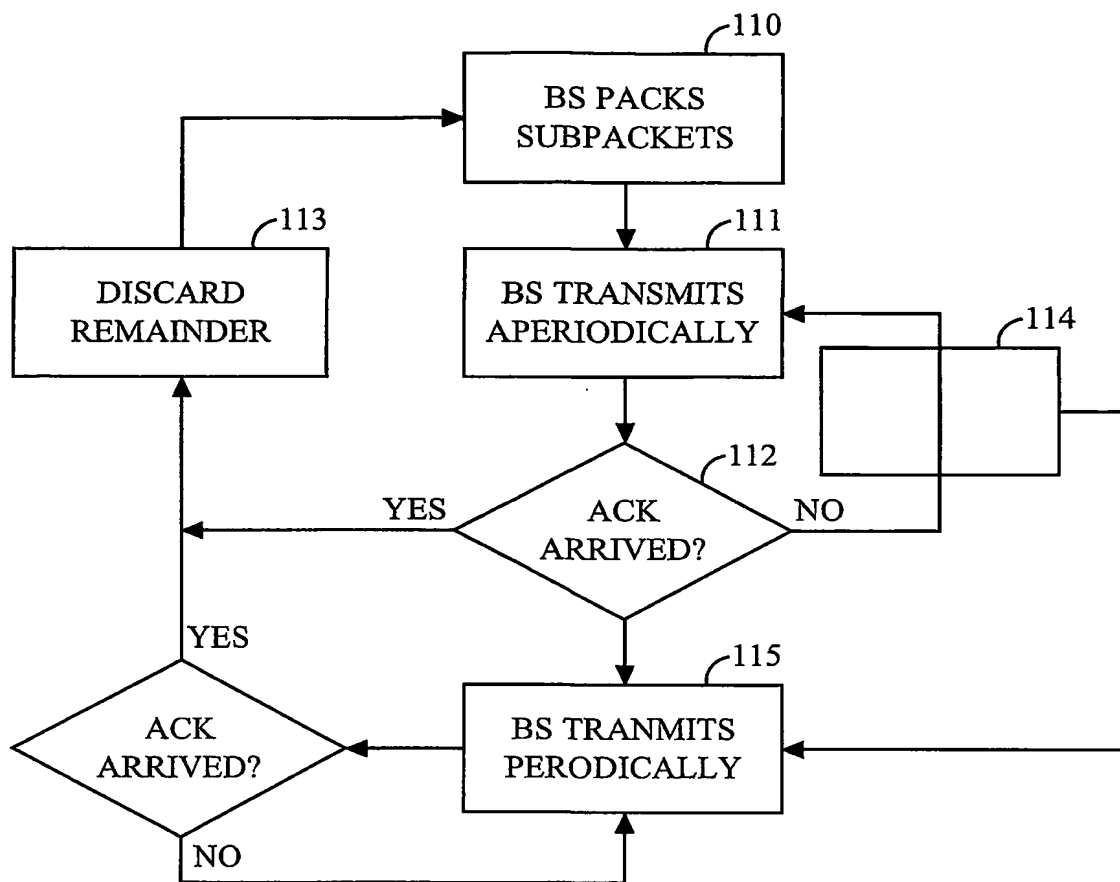 110
BS PACKS
SUBPACKETS
113
DISCARD
REMAINDER
111
BS TRANSMITS
APERIODICALLY
114
112
YES
ACK
ARRIVED?
NO
YES
115
ACK
ARRIVED?
BS TRANMITS
PERODICALLY
NO